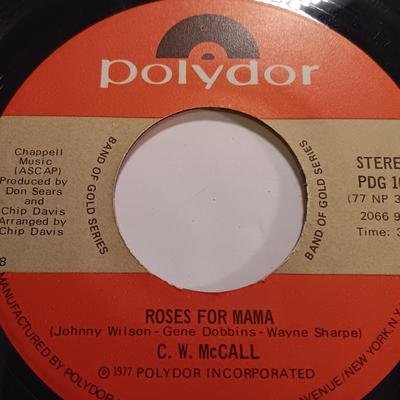 polydor
BAND OF GOLD SERIES
BAND OF GOLD SERIES
Chappell
Music
(ASCAP)
Produced by
Don Sears
and
Chip Davis
Arranged by
Chip Davis
STERE
PDG 10
(77 NP 3
2066 9
Time: 3
8
ROSES FOR MAMA
(Johnny Wilson - Gene Dobbins - Wayne Sharpe)
C. W. McCALL
℗ 1977 POLYDOR INCORPORATED
MANUFACTURED BY POLYDOR
AVENUE/NEW YORK, N.Y.